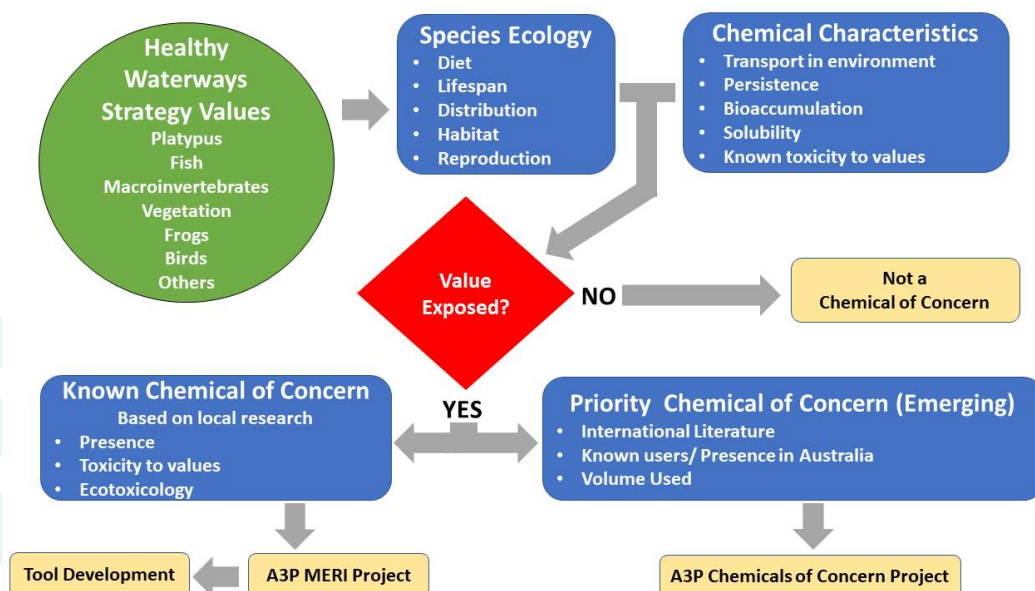 Healthy
Waterways
Strategy Values
Platypus
Fish
Macroinvertebrates
Vegetation
Frogs
Birds
Others
Species Ecology
• Diet
• Lifespan
• Distribution
• Habitat
• Reproduction
Chemical Characteristics
• Transport in environment
• Persistence
• Bioaccumulation
• Solubility
• Known toxicity to values
Value
Exposed?
NO
Not a
Chemical of Concern
YES
Known Chemical of Concern
Based on local research
• Presence
• Toxicity to values
• Ecotoxicology
Priority Chemical of Concern (Emerging)
• International Literature
• Known users/ Presence in Australia
• Volume Used
Tool Development
A3P MERI Project
A3P Chemicals of Concern Project